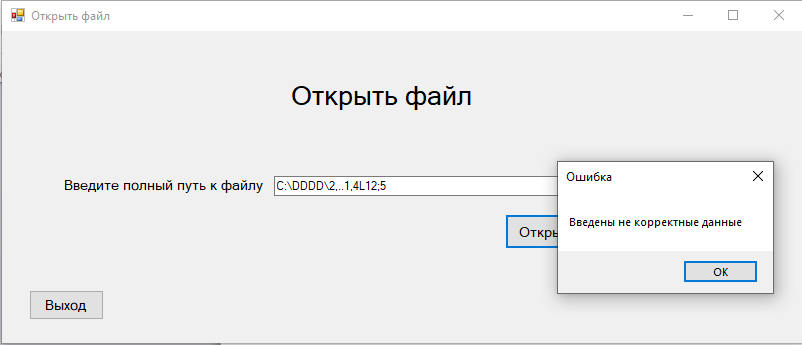 Открыть файл
Открыть файл
Введите полный путь к файлу
C:\DDDD\2,..1,4L12;5
Ошибка
Введены не корректные данные
ОК
Выход